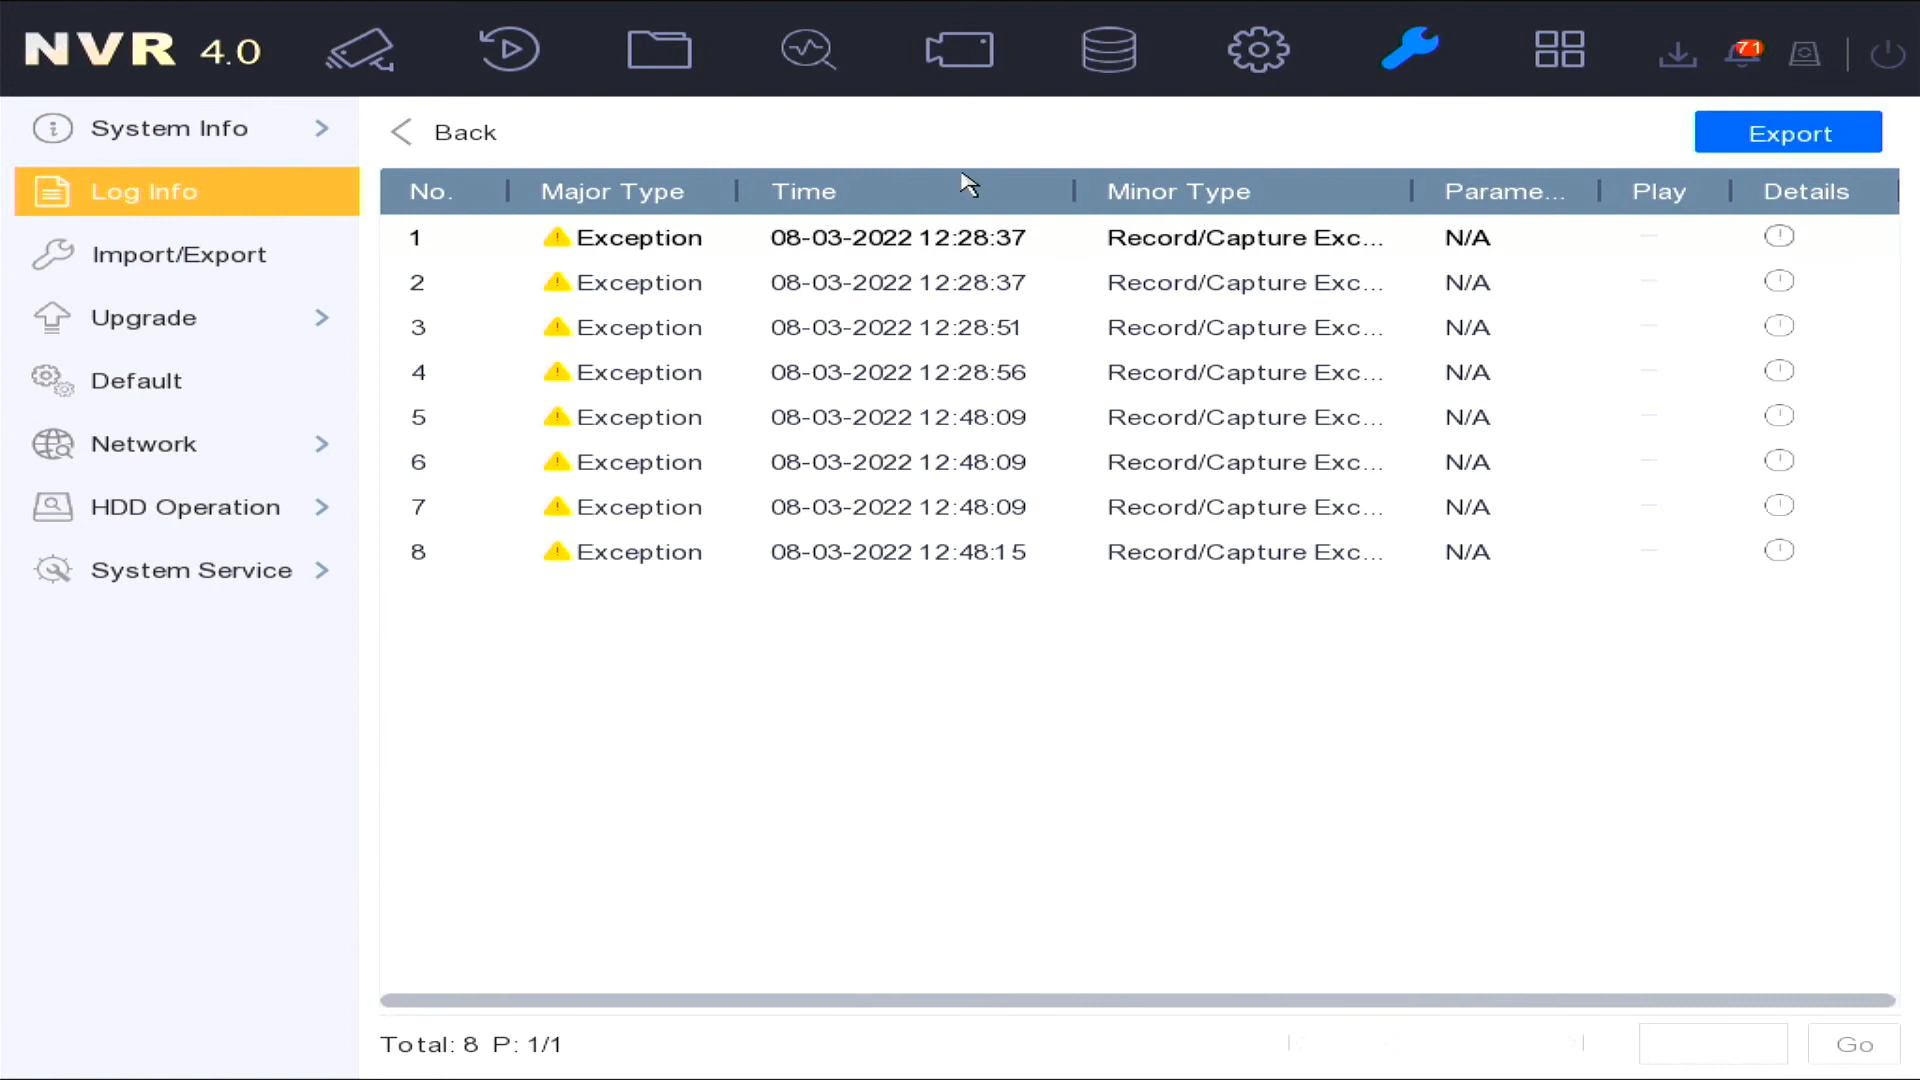 NVR 4.0
71
System Info
Log Info
Import/Export
Upgrade
Default
Network
HDD Operation
System Service
Back
Export
No. Major Type Time Minor Type Parame... Play Details
1 Exception 08-03-2022 12:28:37 Record/Capture Exc... N/A —
2 Exception 08-03-2022 12:28:37 Record/Capture Exc... N/A —
3 Exception 08-03-2022 12:28:51 Record/Capture Exc... N/A —
4 Exception 08-03-2022 12:28:56 Record/Capture Exc... N/A —
5 Exception 08-03-2022 12:48:09 Record/Capture Exc... N/A —
6 Exception 08-03-2022 12:48:09 Record/Capture Exc... N/A —
7 Exception 08-03-2022 12:48:09 Record/Capture Exc... N/A —
8 Exception 08-03-2022 12:48:15 Record/Capture Exc... N/A —
Total: 8 P: 1/1
Go